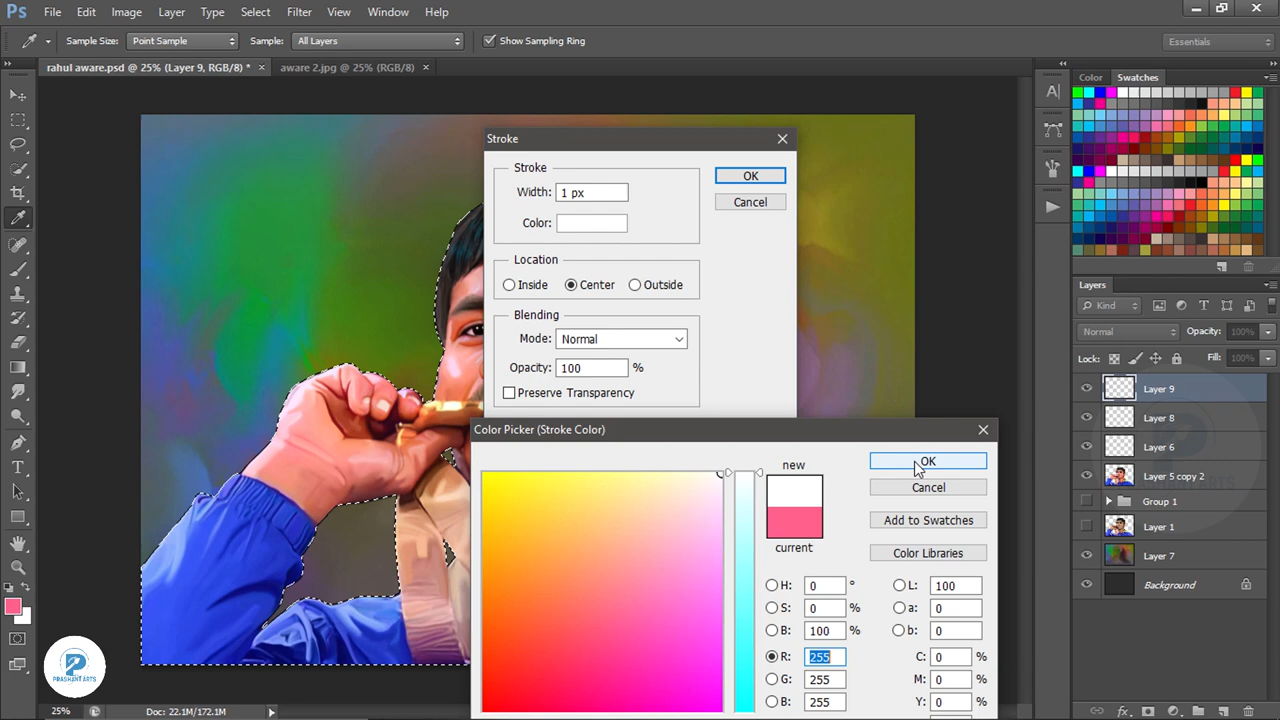 Ps File Edit Image Layer Type Select Filter View Window Help
Sample Size: Point Sample Sample: All Layers Show Sampling Ring Essentials
rahul aware.psd @ 25% (Layer 9, RGB/8) * × aware 2.jpg @ 25% (RGB/8) ×
Color Swatches
Stroke
Stroke
Width: 1 px
Color:
OK
Cancel
Location
Inside Center Outside
Blending
Mode: Normal
Opacity: 100 %
Preserve Transparency
Color Picker (Stroke Color)
new
current
OK
Cancel
Add to Swatches
Color Libraries
H: 0 °
S: 0 %
B: 100 %
R: 255
G: 255
B: 255
L: 100
a: 0
b: 0
C: 0 %
M: 0 %
Y: 0 %
Layers
Kind
Normal Opacity: 100%
Lock: Fill: 100%
Layer 9
Layer 8
Layer 6
Layer 5 copy 2
Group 1
Layer 1
Layer 7
Background
PRASHANT ARTS
25% Doc: 22.1M/172.1M